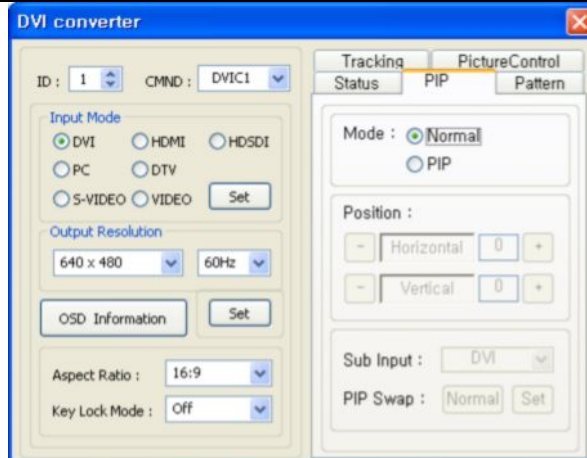 DVI converter
ID : 1 CMND : DVIC1
Input Mode
DVI HDMI HDSDI
PC DTV
S-VIDEO VIDEO Set
Output Resolution
640 x 480 60Hz
OSD Information Set
Aspect Ratio : 16:9
Key Lock Mode : Off
Tracking PictureControl
Status PIP Pattern
Mode : Normal
PIP
Position :
- Horizontal 0 +
- Vertical 0 +
Sub Input : DVI
PIP Swap : Normal Set